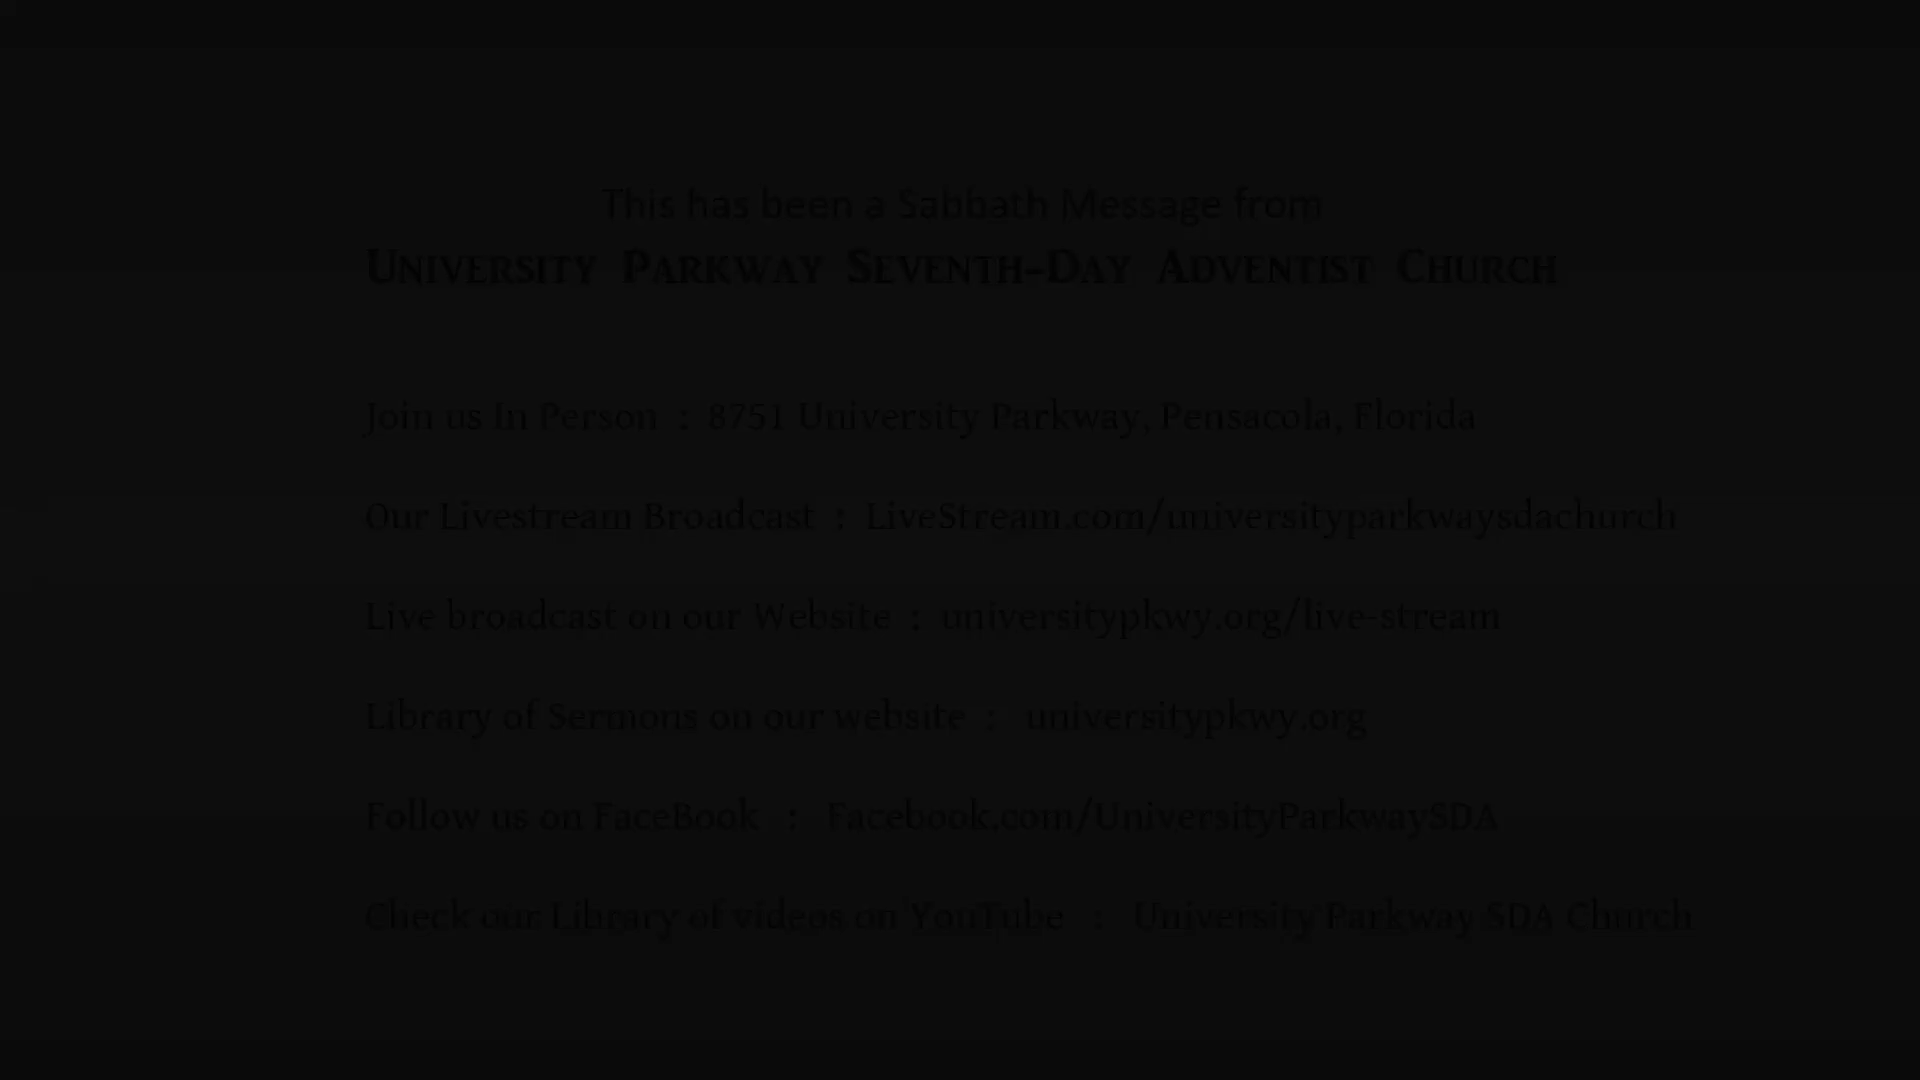 This has been a Sabbath Message from
University Parkway Seventh-Day Adventist Church
Join us In Person : 8751 University Parkway, Pensacola, Florida
Our Livestream Broadcast : LiveStream.com/universityparkwaysdachurch
Live broadcast on our Website : universitypkwy.org/live-stream
Library of Sermons on our website : universitypkwy.org
Follow us on FaceBook : Facebook.com/UniversityParkwaySDA
Check our Library of videos on YouTube : University Parkway SDA Church